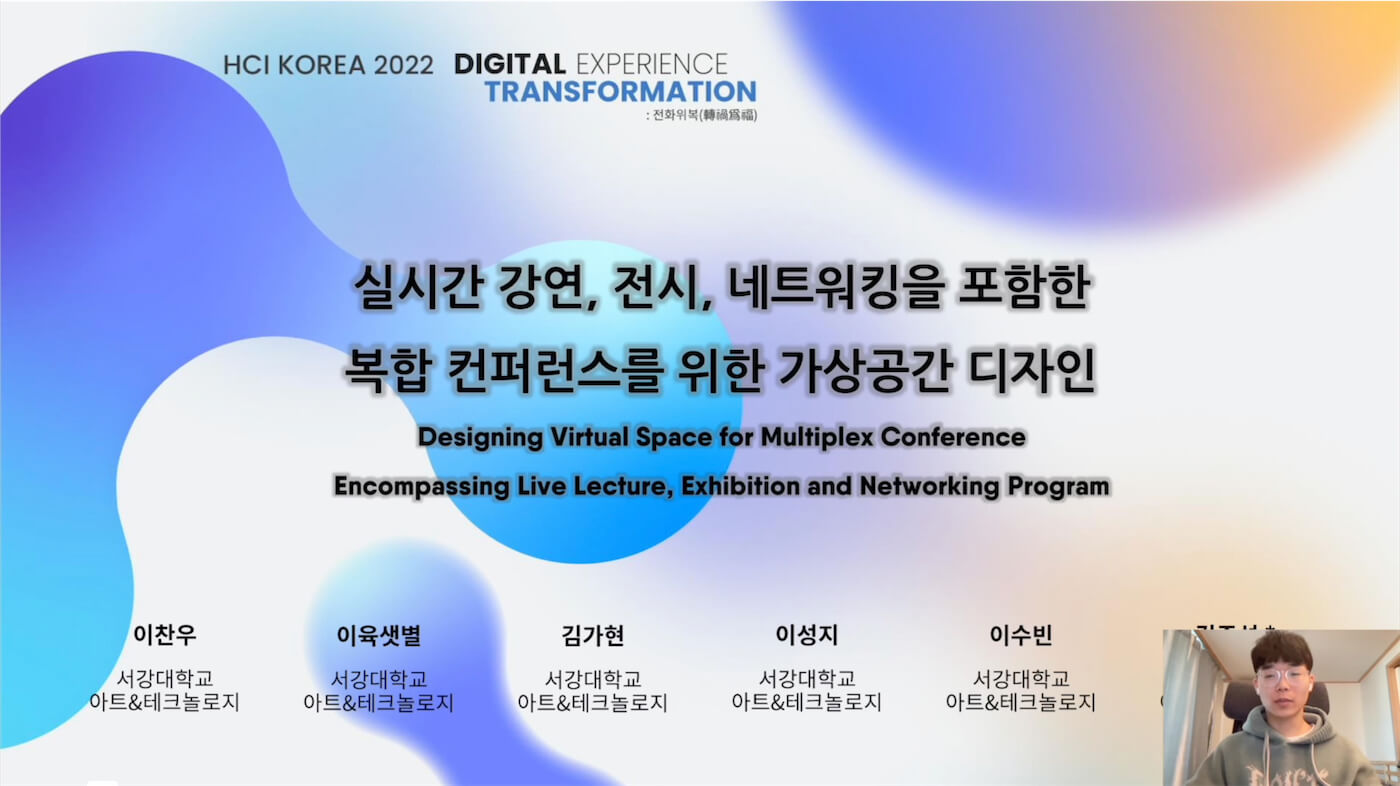 HCI KOREA 2022 DIGITAL EXPERIENCE
TRANSFORMATION
: 전화위복(轉禍爲福)
실시간 강연, 전시, 네트워킹을 포함한
복합 컨퍼런스를 위한 가상공간 디자인
Designing Virtual Space for Multiplex Conference
Encompassing Live Lecture, Exhibition and Networking Program
이찬우 이육샛별 김가현 이성지 이수빈
서강대학교 서강대학교 서강대학교 서강대학교 서강대학교
아트&테크놀로지 아트&테크놀로지 아트&테크놀로지 아트&테크놀로지 아트&테크놀로지